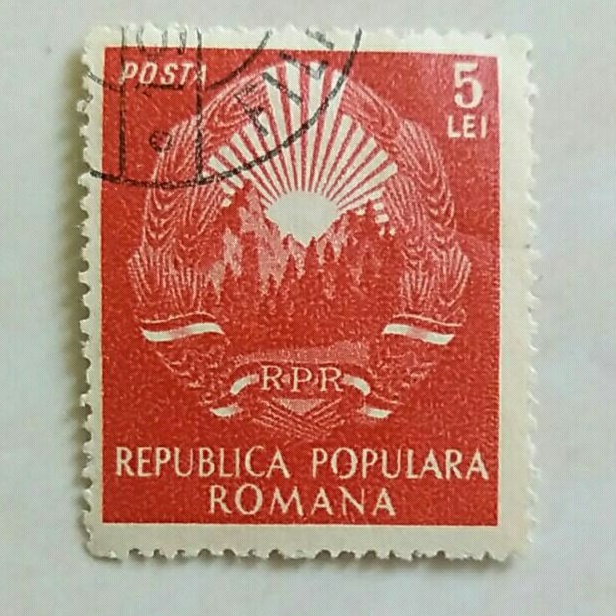 POSTA
5
LEI
R·P·R
REPUBLICA POPULARA
ROMANA